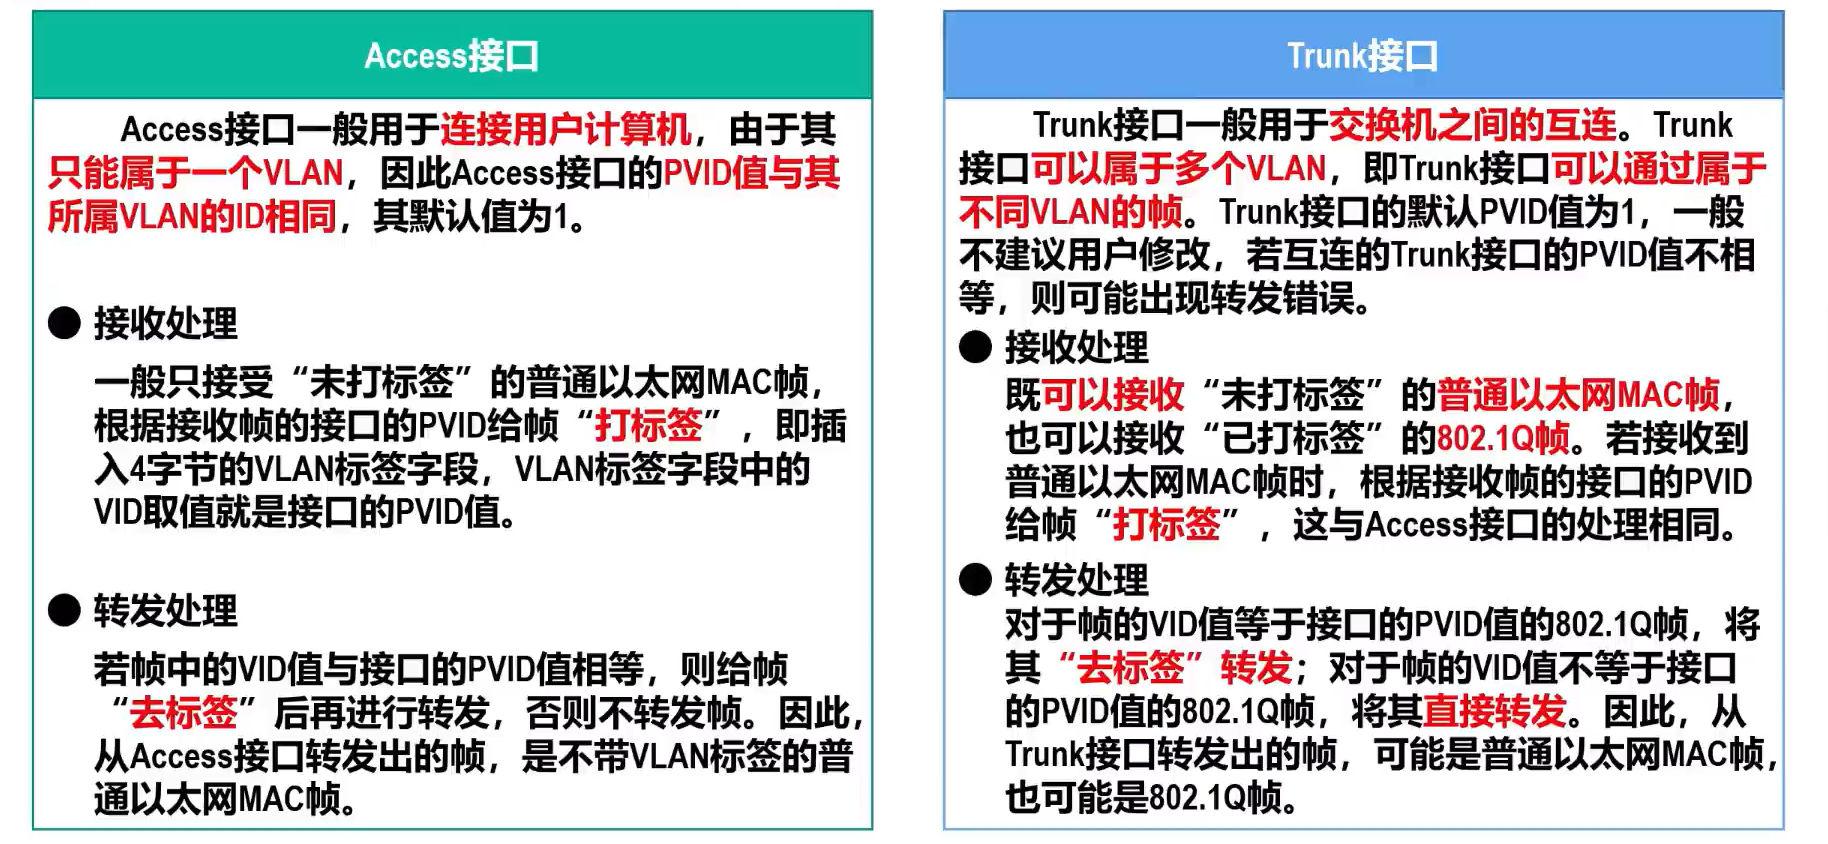 Access接口
Access接口一般用于连接用户计算机，由于其
只能属于一个VLAN，因此Access接口的PVID值与其
所属VLAN的ID相同，其默认值为1。
● 接收处理
一般只接受“未打标签”的普通以太网MAC帧，
根据接收帧的接口的PVID给帧“打标签”，即插
入4字节的VLAN标签字段，VLAN标签字段中的
VID取值就是接口的PVID值。
● 转发处理
若帧中的VID值与接口的PVID值相等，则给帧
“去标签”后再进行转发，否则不转发帧。因此，
从Access接口转发出的帧，是不带VLAN标签的普
通以太网MAC帧。
Trunk接口
Trunk接口一般用于交换机之间的互连。Trunk
接口可以属于多个VLAN，即Trunk接口可以通过属于
不同VLAN的帧。Trunk接口的默认PVID值为1，一般
不建议用户修改，若互连的Trunk接口的PVID值不相
等，则可能出现转发错误。
● 接收处理
既可以接收“未打标签”的普通以太网MAC帧，
也可以接收“已打标签”的802.1Q帧。若接收到
普通以太网MAC帧时，根据接收帧的接口的PVID
给帧“打标签”，这与Access接口的处理相同。
● 转发处理
对于帧的VID值等于接口的PVID值的802.1Q帧，将
其“去标签”转发；对于帧的VID值不等于接口
的PVID值的802.1Q帧，将其直接转发。因此，从
Trunk接口转发出的帧，可能是普通以太网MAC帧，
也可能是802.1Q帧。